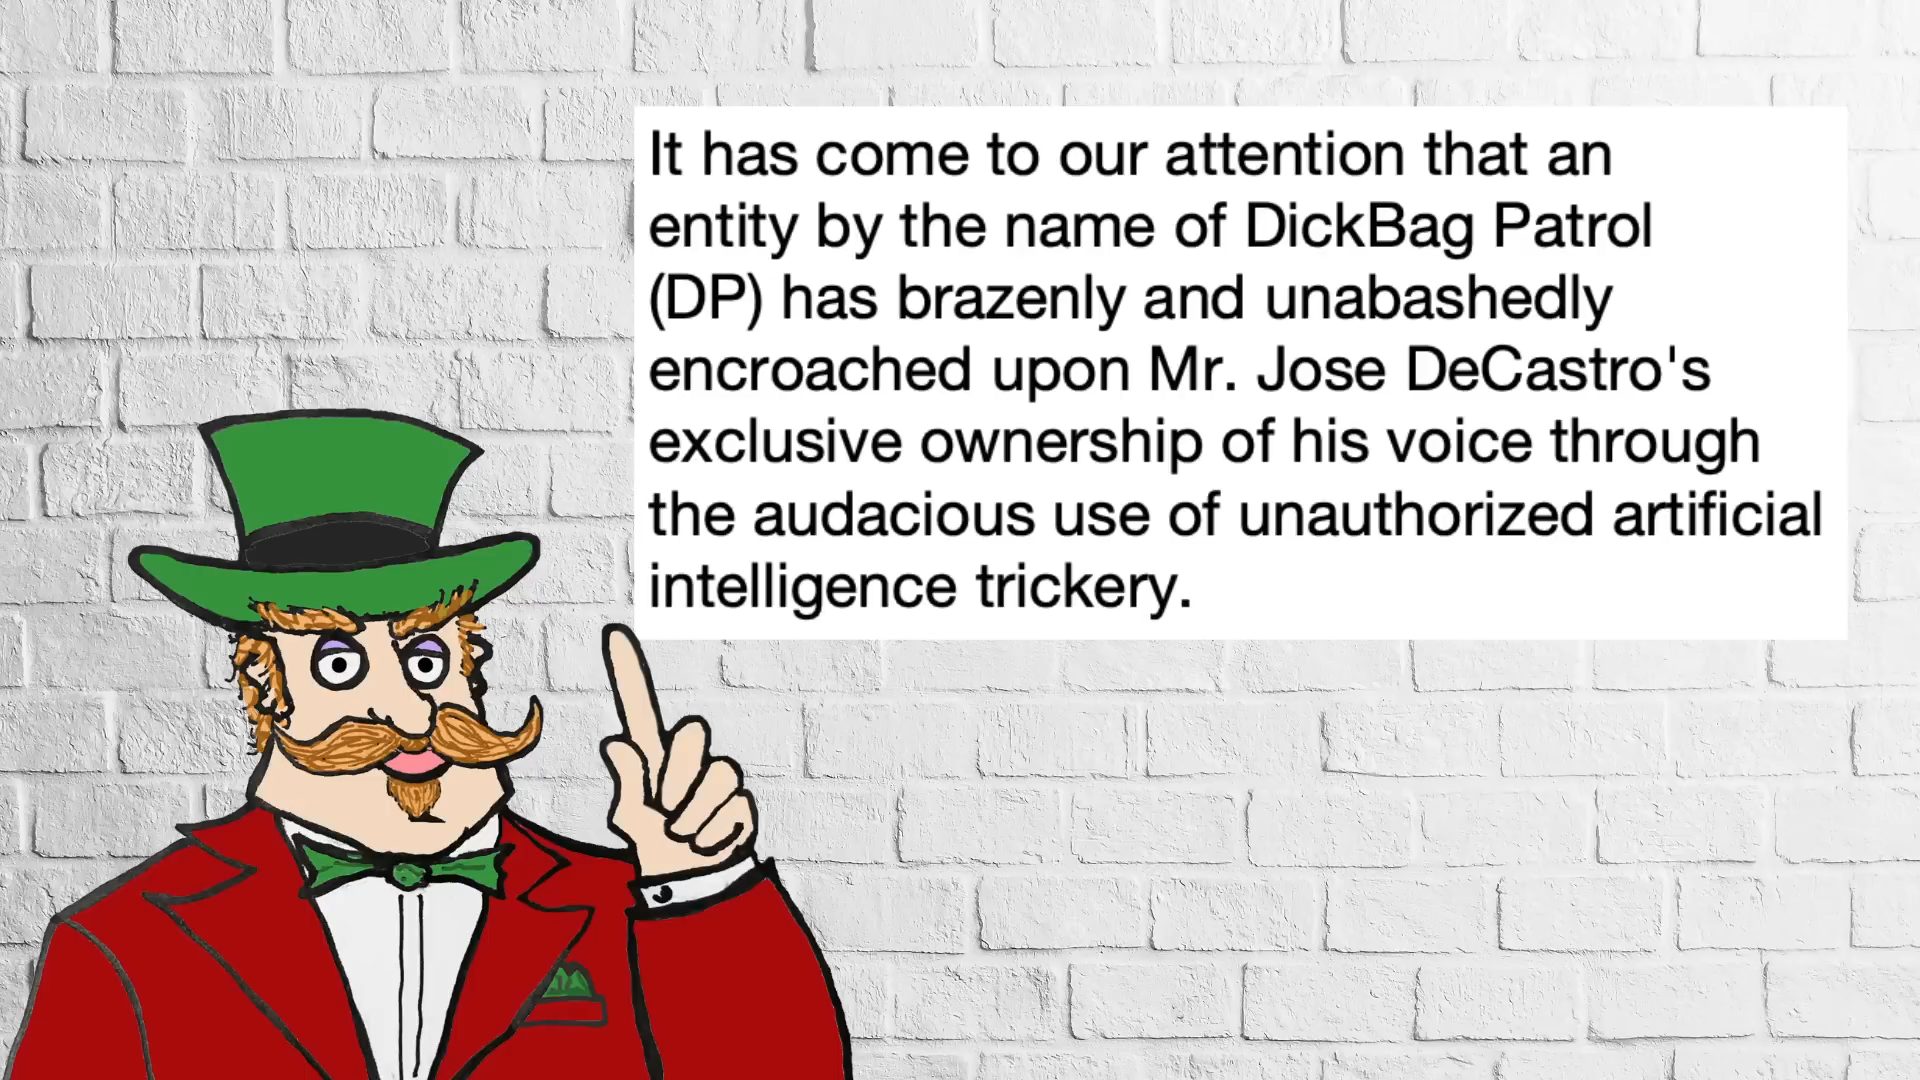 It has come to our attention that an
entity by the name of DickBag Patrol
(DP) has brazenly and unabashedly
encroached upon Mr. Jose DeCastro's
exclusive ownership of his voice through
the audacious use of unauthorized artificial
intelligence trickery.